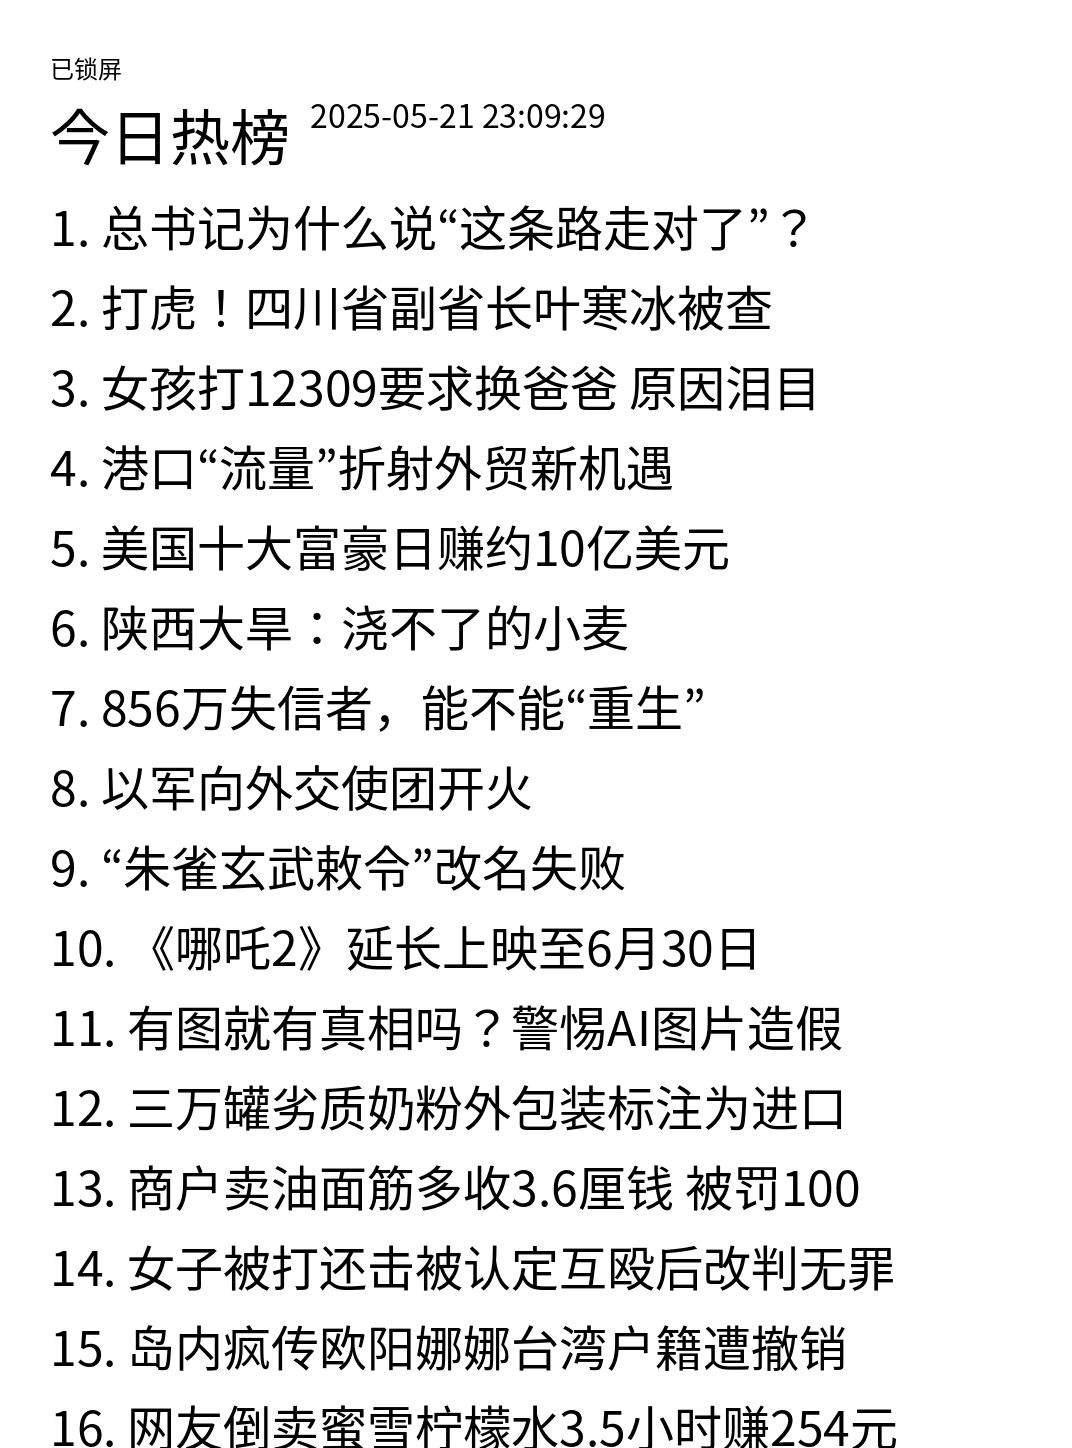 已锁屏
今日热榜 2025-05-21 23:09:29
1. 总书记为什么说“这条路走对了”？
2. 打虎！四川省副省长叶寒冰被查
3. 女孩打12309要求换爸爸 原因泪目
4. 港口“流量”折射外贸新机遇
5. 美国十大富豪日赚约10亿美元
6. 陕西大旱：浇不了的小麦
7. 856万失信者，能不能“重生”
8. 以军向外交使团开火
9. “朱雀玄武敕令”改名失败
10. 《哪吒2》延长上映至6月30日
11. 有图就有真相吗？警惕AI图片造假
12. 三万罐劣质奶粉外包装标注为进口
13. 商户卖油面筋多收3.6厘钱 被罚100
14. 女子被打还击被认定互殴后改判无罪
15. 岛内疯传欧阳娜娜台湾户籍遭撤销
16. 网友倒卖蜜雪柠檬水3.5小时赚254元